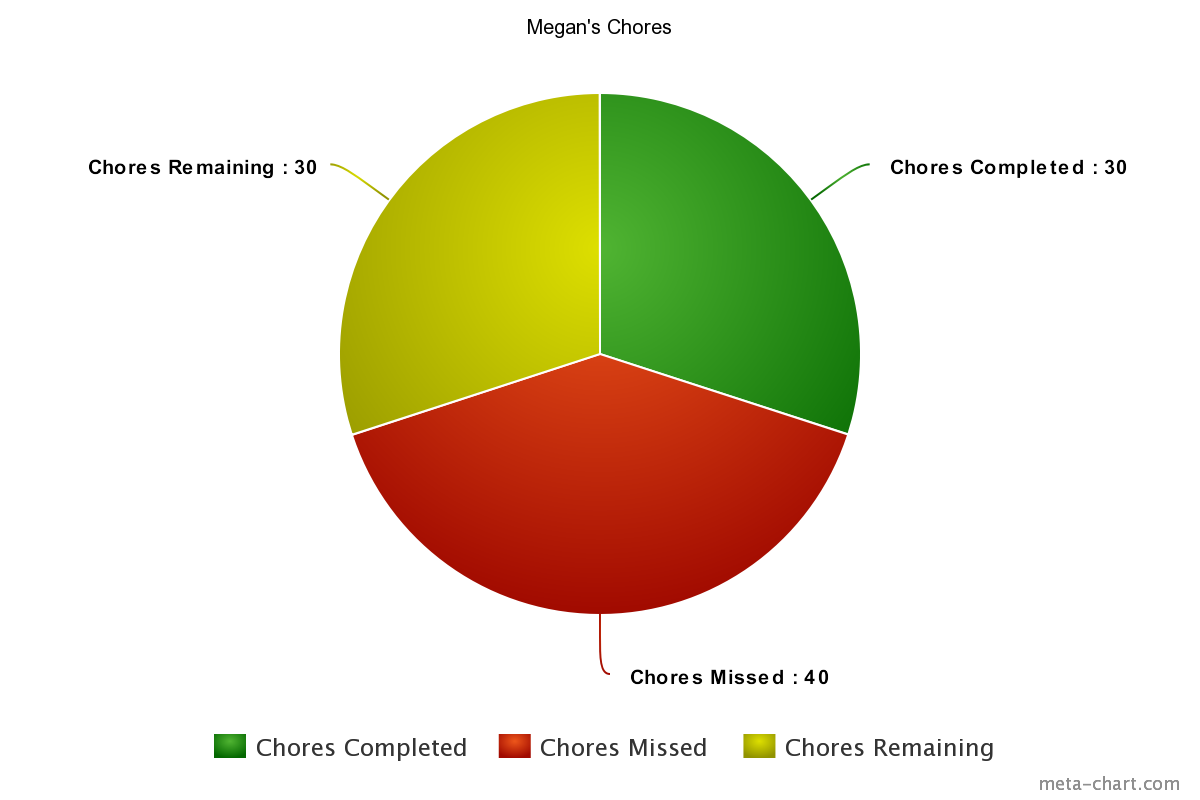 Megan's Chores
Chores Remaining : 30
Chores Completed : 30
Chores Missed : 40
Chores Completed Chores Missed Chores Remaining
meta-chart.com